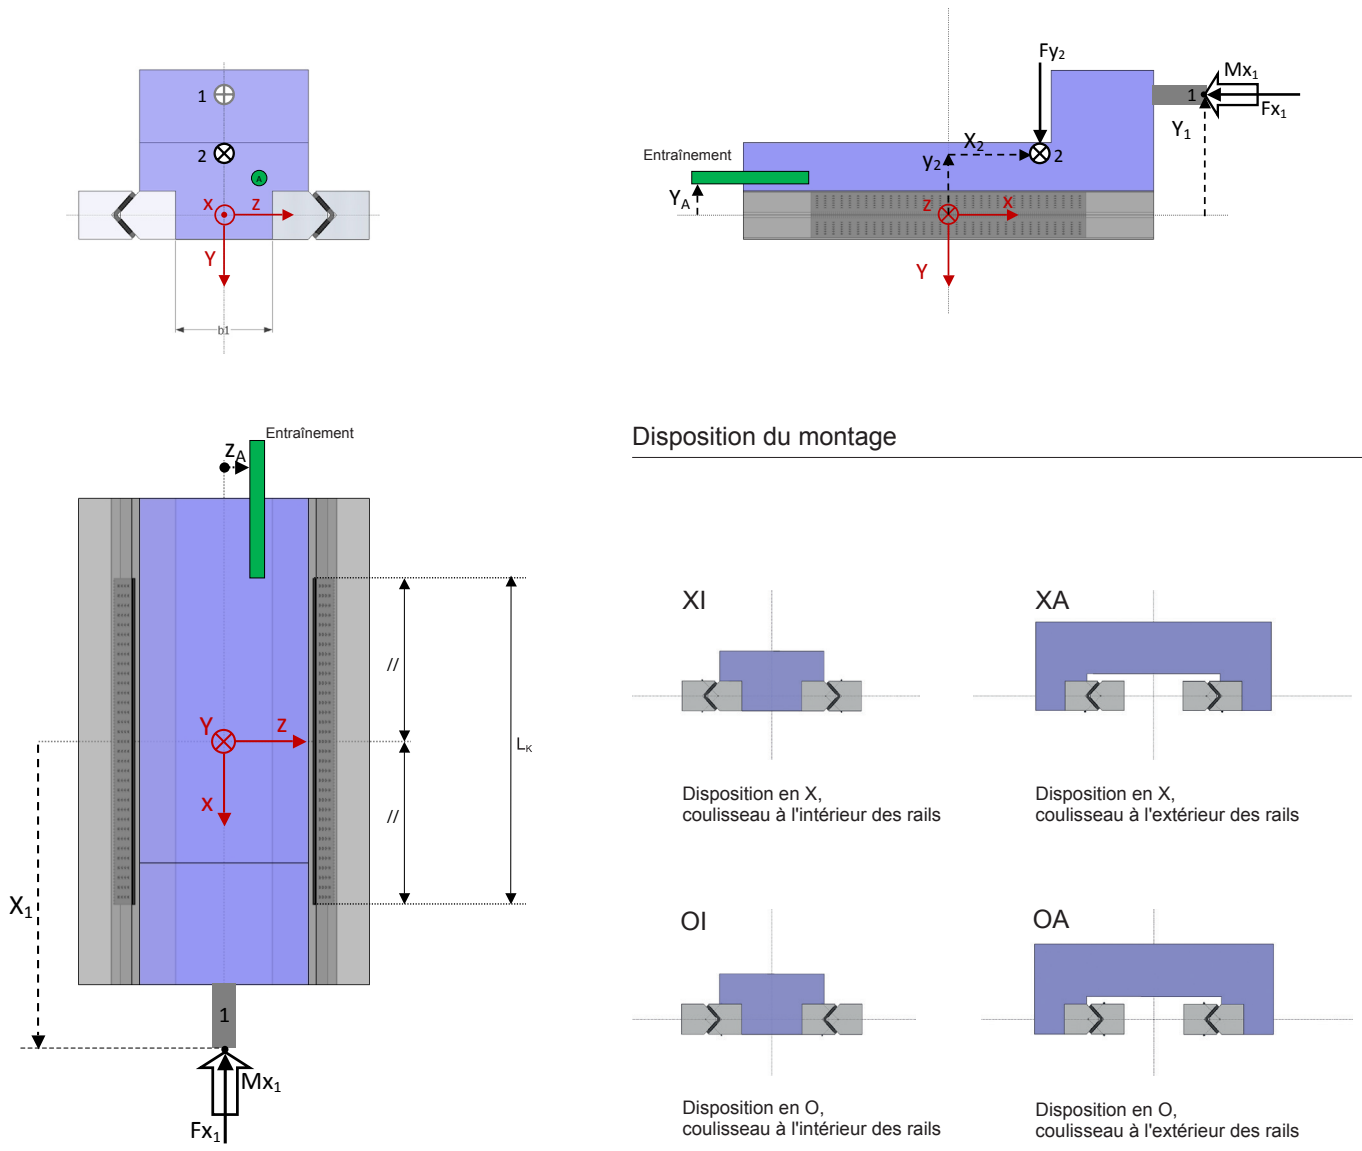 1
2
A
x
z
Y
b1
Fy2
Mx1
1
Fx1
Y1
X2
2
y2
Entraînement
YA
z
x
Y
Entraînement
zA
//
Y
z
LK
x
//
X1
1
Mx1
Fx1
Disposition du montage
XI
XA
Disposition en X,
coulisseau à l'intérieur des rails
Disposition en X,
coulisseau à l'extérieur des rails
OI
OA
Disposition en O,
coulisseau à l'intérieur des rails
Disposition en O,
coulisseau à l'extérieur des rails